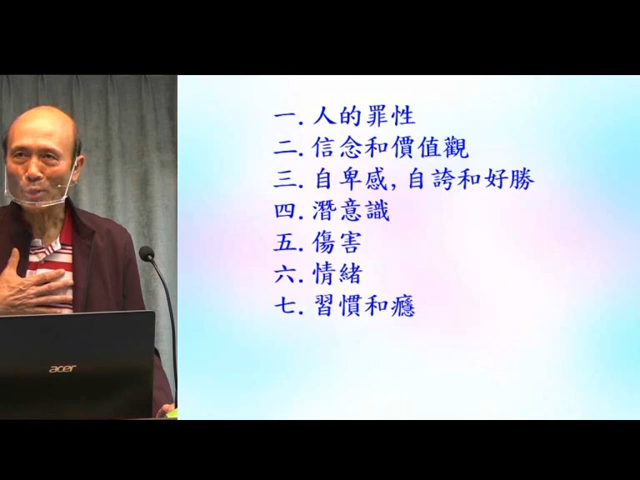 一. 人的罪性
二. 信念和價值觀
三. 自卑感, 自誇和好勝
四. 潛意識
五. 傷害
六. 情緒
七. 習慣和癮
acer